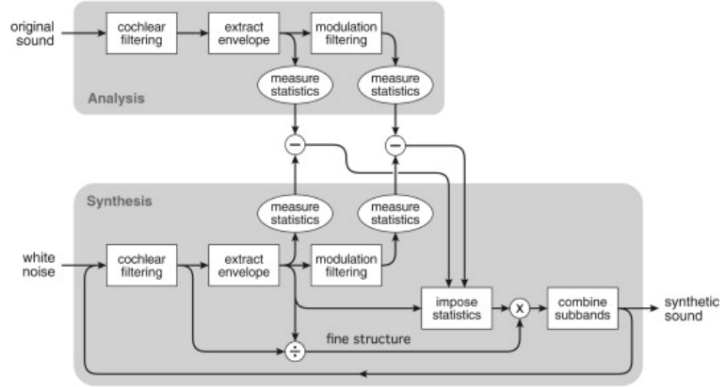 original
sound
cochlear
filtering
extract
envelope
modulation
filtering
measure
statistics
measure
statistics
Analysis
−
−
Synthesis
measure
statistics
measure
statistics
white
noise
cochlear
filtering
extract
envelope
modulation
filtering
impose
statistics
x
combine
subbands
synthetic
sound
fine structure
÷